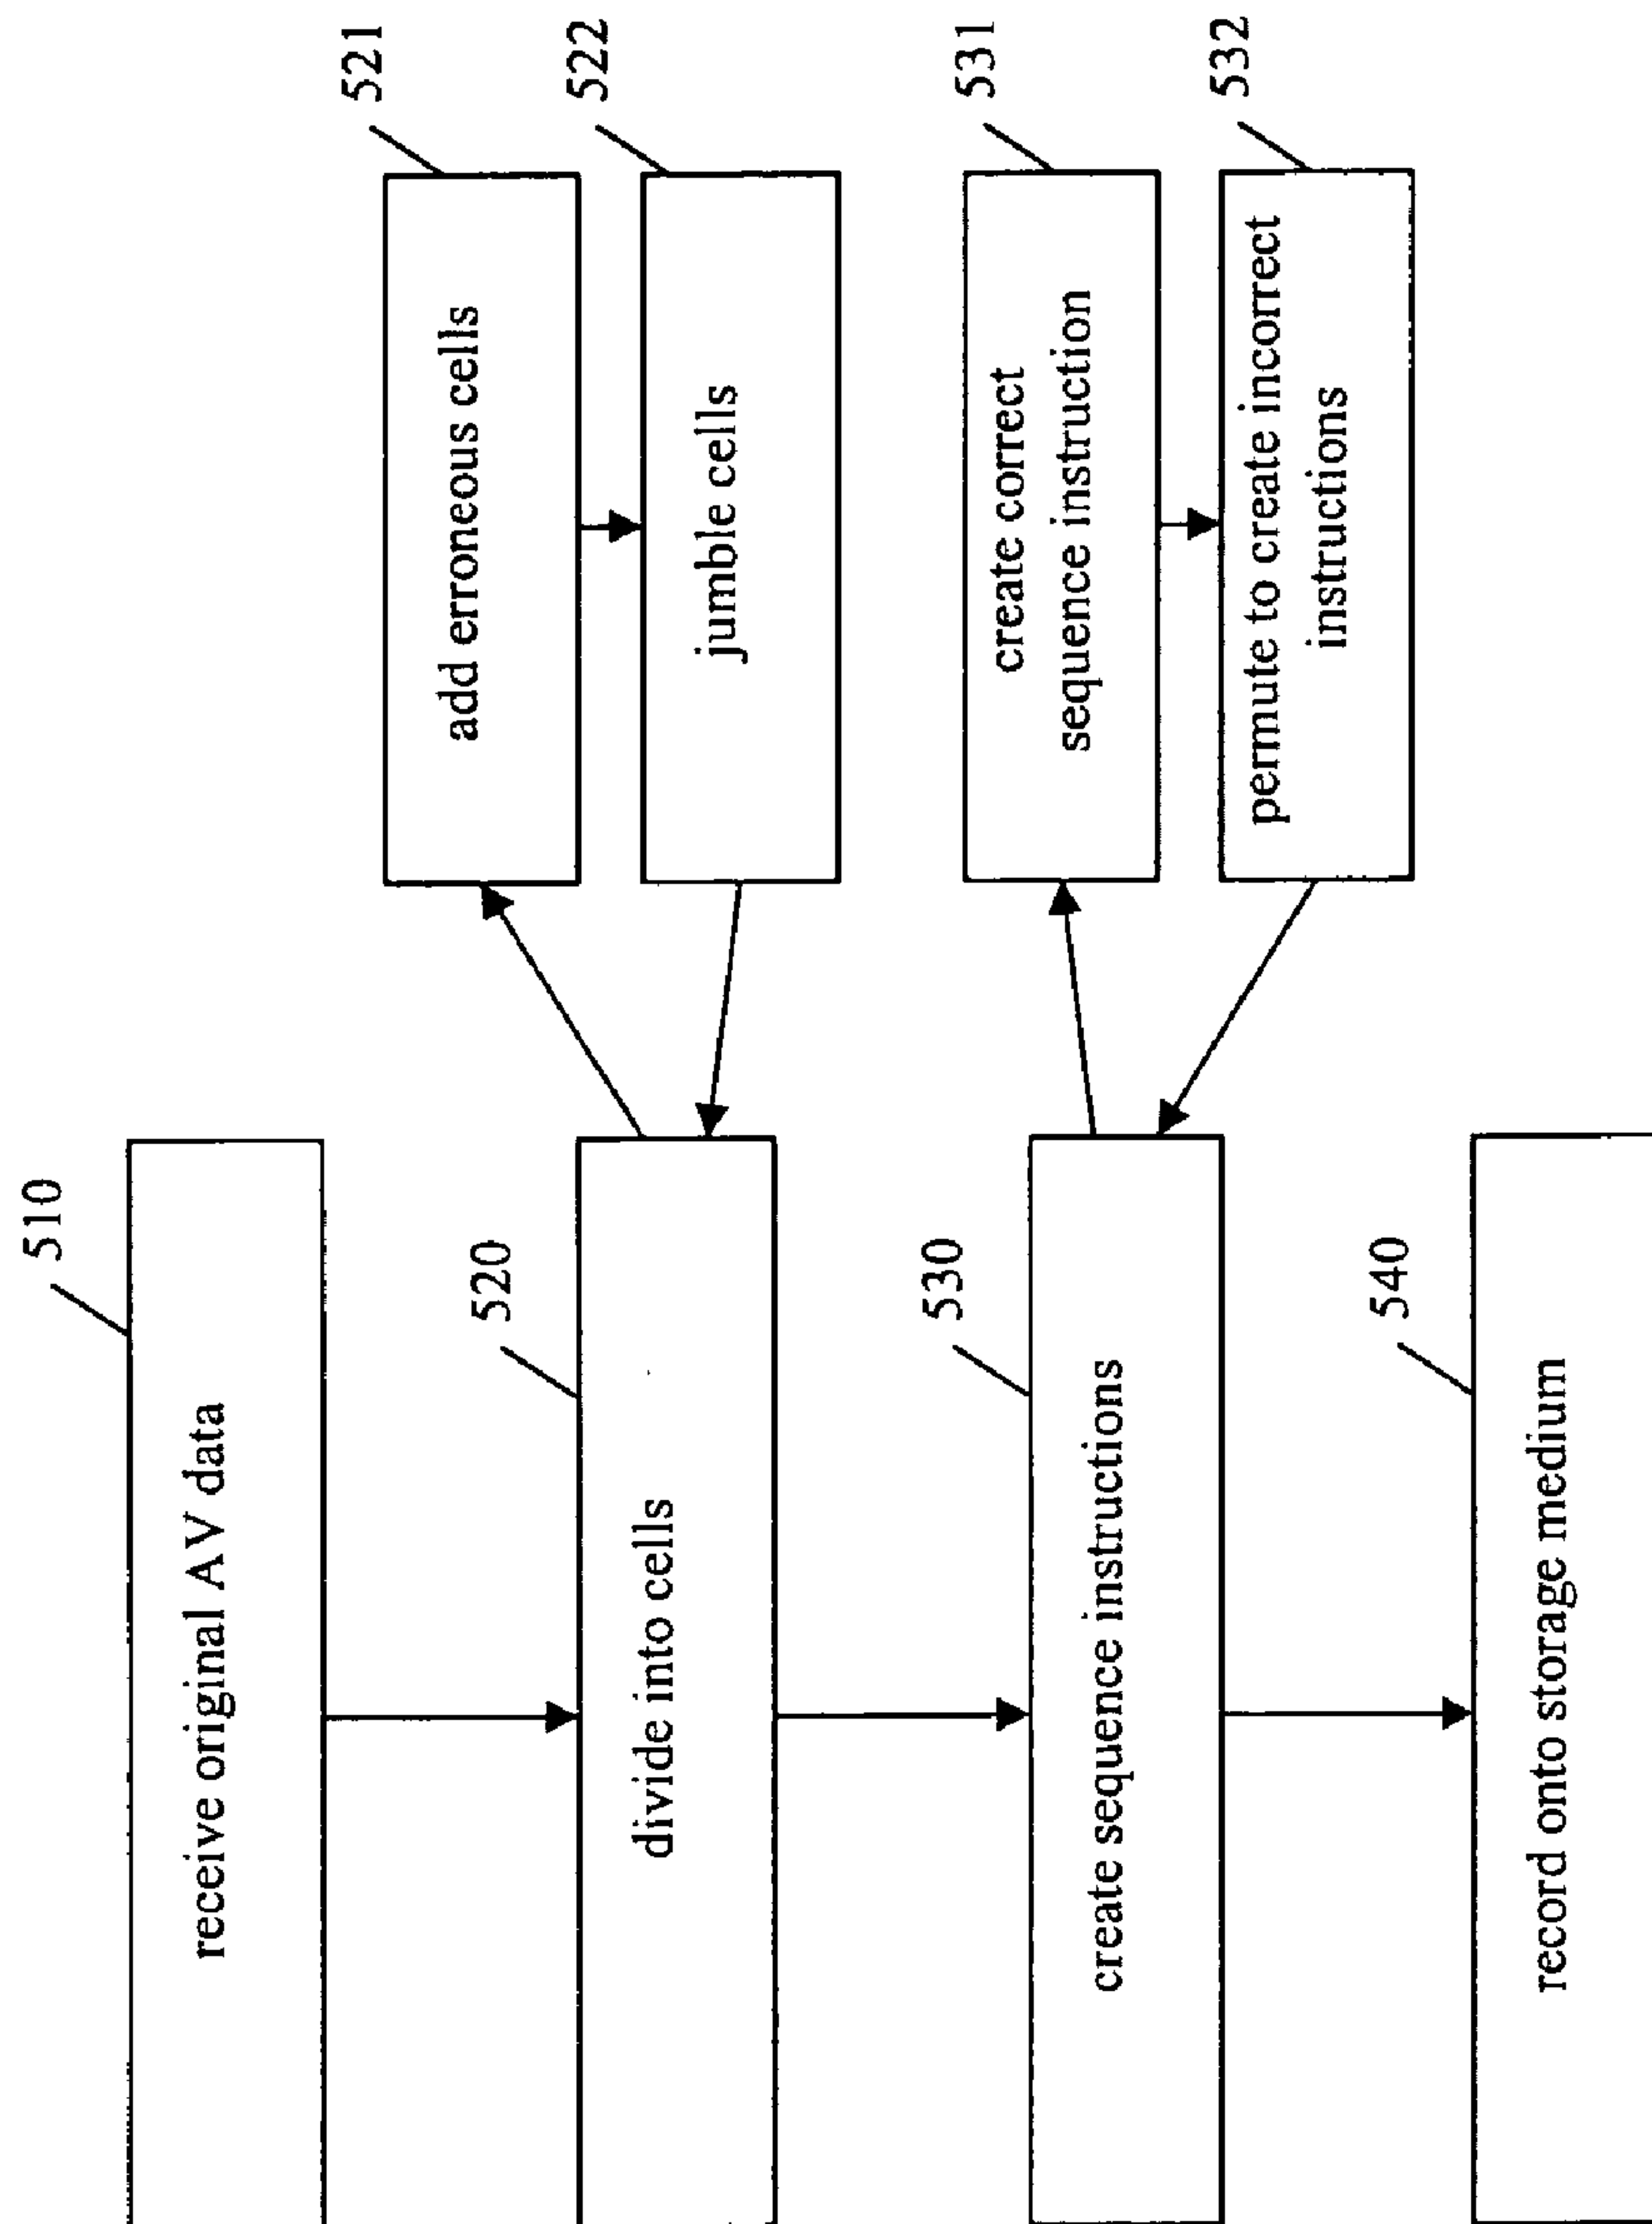 510
receive original AV data
520
divide into cells
521
add erroneous cells
522
jumble cells
530
create sequence instructions
531
create correct
sequence instruction
532
permute to create incorrect
instructions
540
record onto storage medium